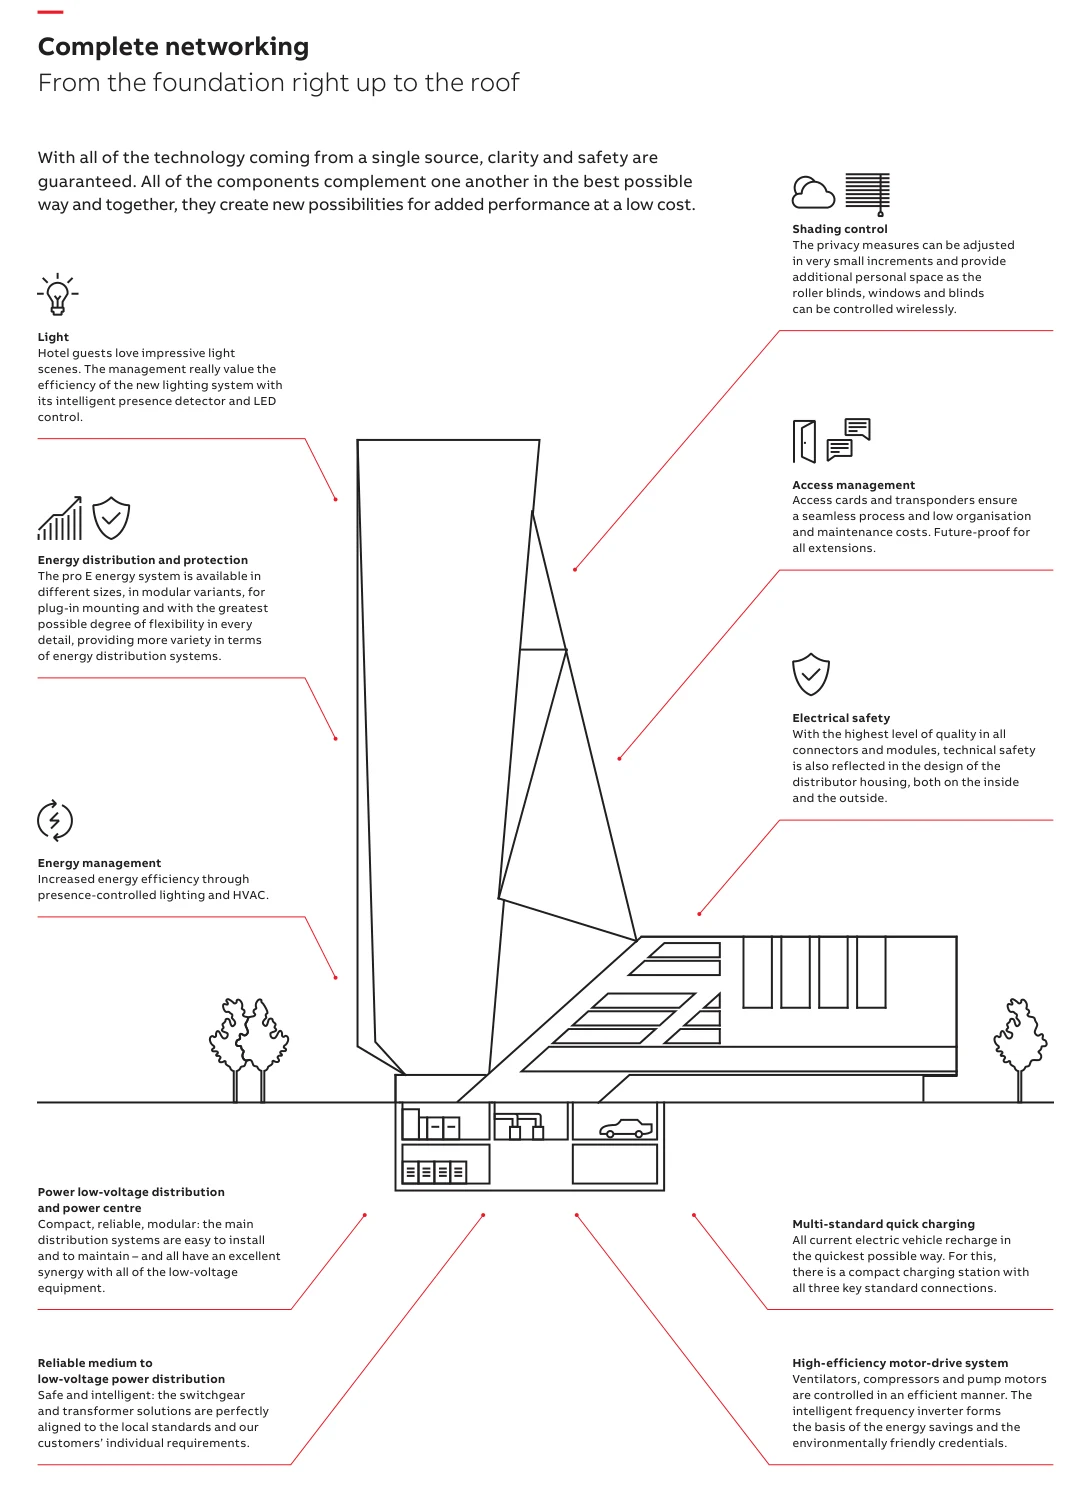 Complete networking
From the foundation right up to the roof
With all of the technology coming from a single source, clarity and safety are
guaranteed. All of the components complement one another in the best possible
way and together, they create new possibilities for added performance at a low cost.
Light
Hotel guests love impressive light
scenes. The management really value the
efficiency of the new lighting system with
its intelligent presence detector and LED
control.
Energy distribution and protection
The pro E energy system is available in
different sizes, in modular variants, for
plug-in mounting and with the greatest
possible degree of flexibility in every
detail, providing more variety in terms
of energy distribution systems.
Energy management
Increased energy efficiency through
presence-controlled lighting and HVAC.
Shading control
The privacy measures can be adjusted
in very small increments and provide
additional personal space as the
roller blinds, windows and blinds
can be controlled wirelessly.
Access management
Access cards and transponders ensure
a seamless process and low organisation
and maintenance costs. Future-proof for
all extensions.
Electrical safety
With the highest level of quality in all
connectors and modules, technical safety
is also reflected in the design of the
distributor housing, both on the inside
and the outside.
Power low-voltage distribution
and power centre
Compact, reliable, modular: the main
distribution systems are easy to install
and to maintain – and all have an excellent
synergy with all of the low-voltage
equipment.
Reliable medium to
low-voltage power distribution
Safe and intelligent: the switchgear
and transformer solutions are perfectly
aligned to the local standards and our
customers’ individual requirements.
Multi-standard quick charging
All current electric vehicle recharge in
the quickest possible way. For this,
there is a compact charging station with
all three key standard connections.
High-efficiency motor-drive system
Ventilators, compressors and pump motors
are controlled in an efficient manner. The
intelligent frequency inverter forms
the basis of the energy savings and the
environmentally friendly credentials.